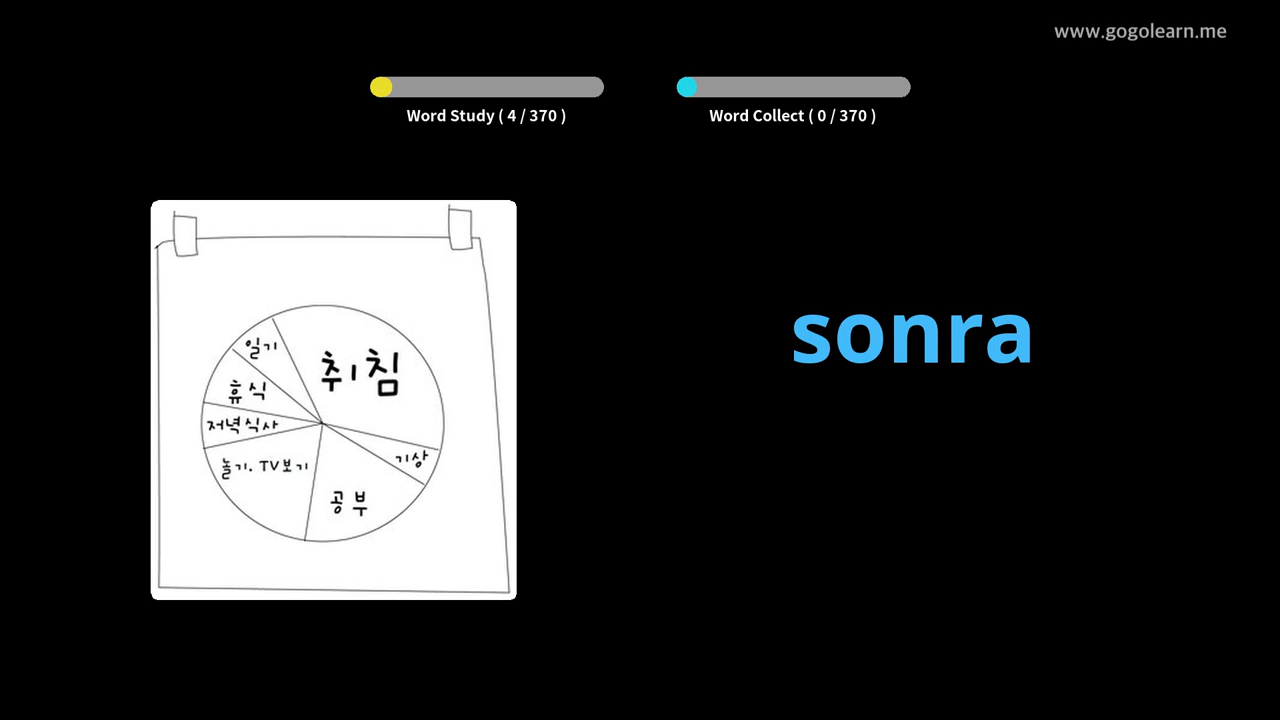 www.gogolearn.me
Word Study ( 4 / 370 )
Word Collect ( 0 / 370 )
일기
취침
휴식
저녁식사
놀기. TV보기
기상
공부
sonra